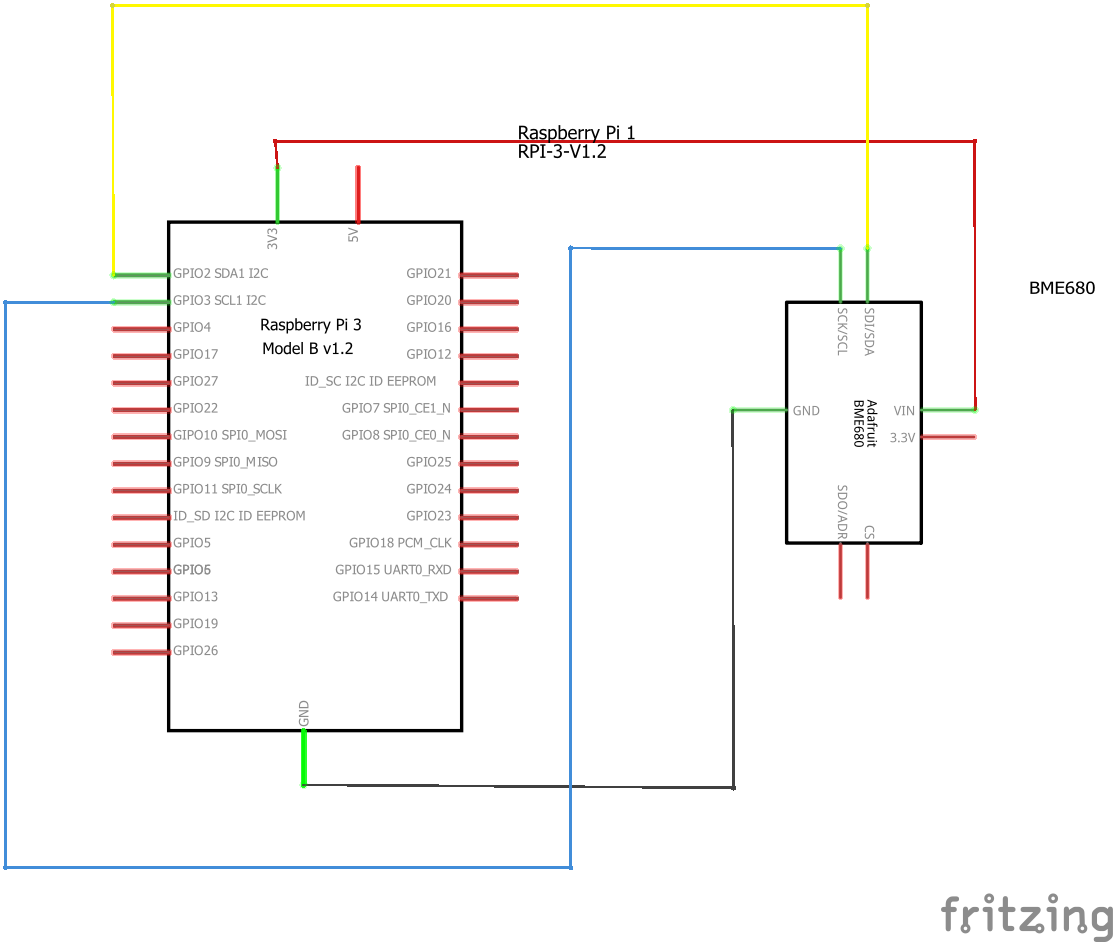 Raspberry Pi 1
RPI-3-V1.2
3V3
5V
GPIO2 SDA1 I2C
GPIO3 SCL1 I2C
GPIO4
GPIO17
GPIO27
GPIO22
GIPO10 SPI0_MOSI
GPIO9 SPI0_MISO
GPIO11 SPI0_SCLK
ID_SD I2C ID EEPROM
GPIO5
GPIO6
GPIO13
GPIO19
GPIO26
Raspberry Pi 3
Model B v1.2
GPIO21
GPIO20
GPIO16
GPIO12
ID_SC I2C ID EEPROM
GPIO7 SPI0_CE1_N
GPIO8 SPI0_CE0_N
GPIO25
GPIO24
GPIO23
GPIO18 PCM_CLK
GPIO15 UART0_RXD
GPIO14 UART0_TXD
GND
BME680
SCK/SCL
SDI/SDA
GND
Adafruit
BME680
VIN
3.3V
SDO/ADR
CS
fritzing